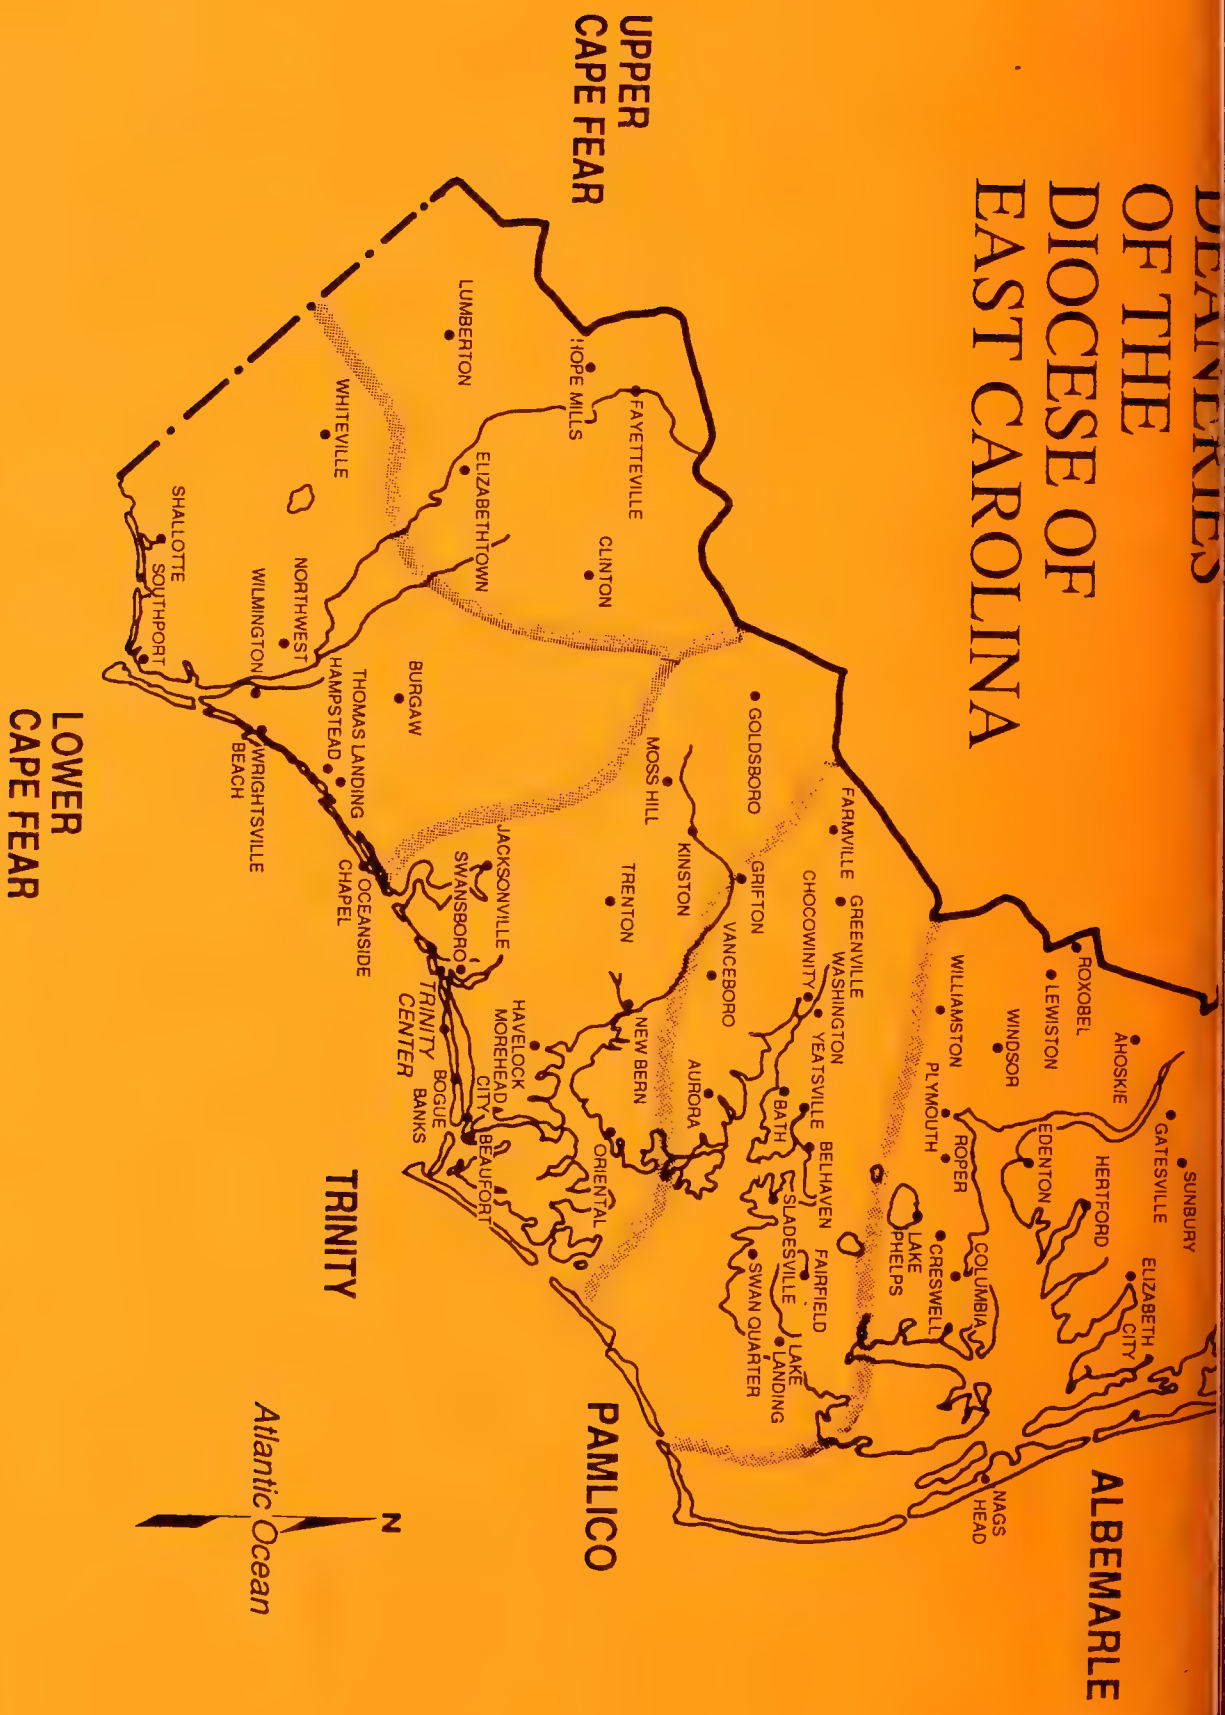 DEANERIES
OF THE
DIOCESE OF
EAST CAROLINA
UPPER
CAPE FEAR
ALBEMARLE
PAMLICO
TRINITY
LOWER
CAPE FEAR
SUNBURY
GATESVILLE
AHOSKIE
ROXOBEL
LEWISTON
WINDSOR
WILLIAMSTON
PLYMOUTH
ROPER
EDENTON
HERTFORD
ELIZABETH
CITY
COLUMBIA
CRESWELL
LAKE
PHELPS
NAGS
HEAD
FARMVILLE
GREENVILLE
WASHINGTON
CHOCOWINITY
YEATSVILLE
BATH
BELHAVEN
SLADESVILLE
FAIRFIELD
SWAN QUARTER
LAKE
LANDING
GRIFTON
VANCEBORO
AURORA
GOLDSBORO
MOSS HILL
KINSTON
TRENTON
NEW BERN
ORIENTAL
HAVELOCK
MOREHEAD
CITY
BEAUFORT
BOGUE
BANKS
TRINITY
CENTER
JACKSONVILLE
SWANSBORO
FAYETTEVILLE
HOPE MILLS
CLINTON
LUMBERTON
ELIZABETHTOWN
WHITEVILLE
BURGAW
THOMAS LANDING
HAMPSTEAD
OCEANSIDE
CHAPEL
NORTHWEST
WILMINGTON
WRIGHTSVILLE
BEACH
SHALLOTTE
SOUTHPORT
N
Atlantic Ocean